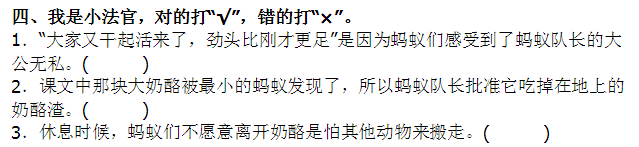 四、我是小法官，对的打“√”，错的打“×”。
1．“大家又干起活来了，劲头比刚才更足”是因为蚂蚁们感受到了蚂蚁队长的大
公无私。(　　　)
2．课文中那块大奶酪被最小的蚂蚁发现了，所以蚂蚁队长批准它吃掉在地上的
奶酪渣。(　　　)
3．休息时候，蚂蚁们不愿意离开奶酪是怕其他动物来搬走。(　　　)